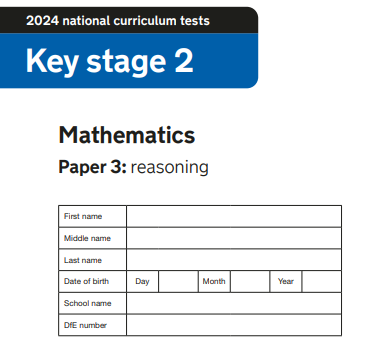 2024 national curriculum tests
Key stage 2
Mathematics
Paper 3: reasoning
First name
Middle name
Last name
Date of birth Day Month Year
School name
DfE number